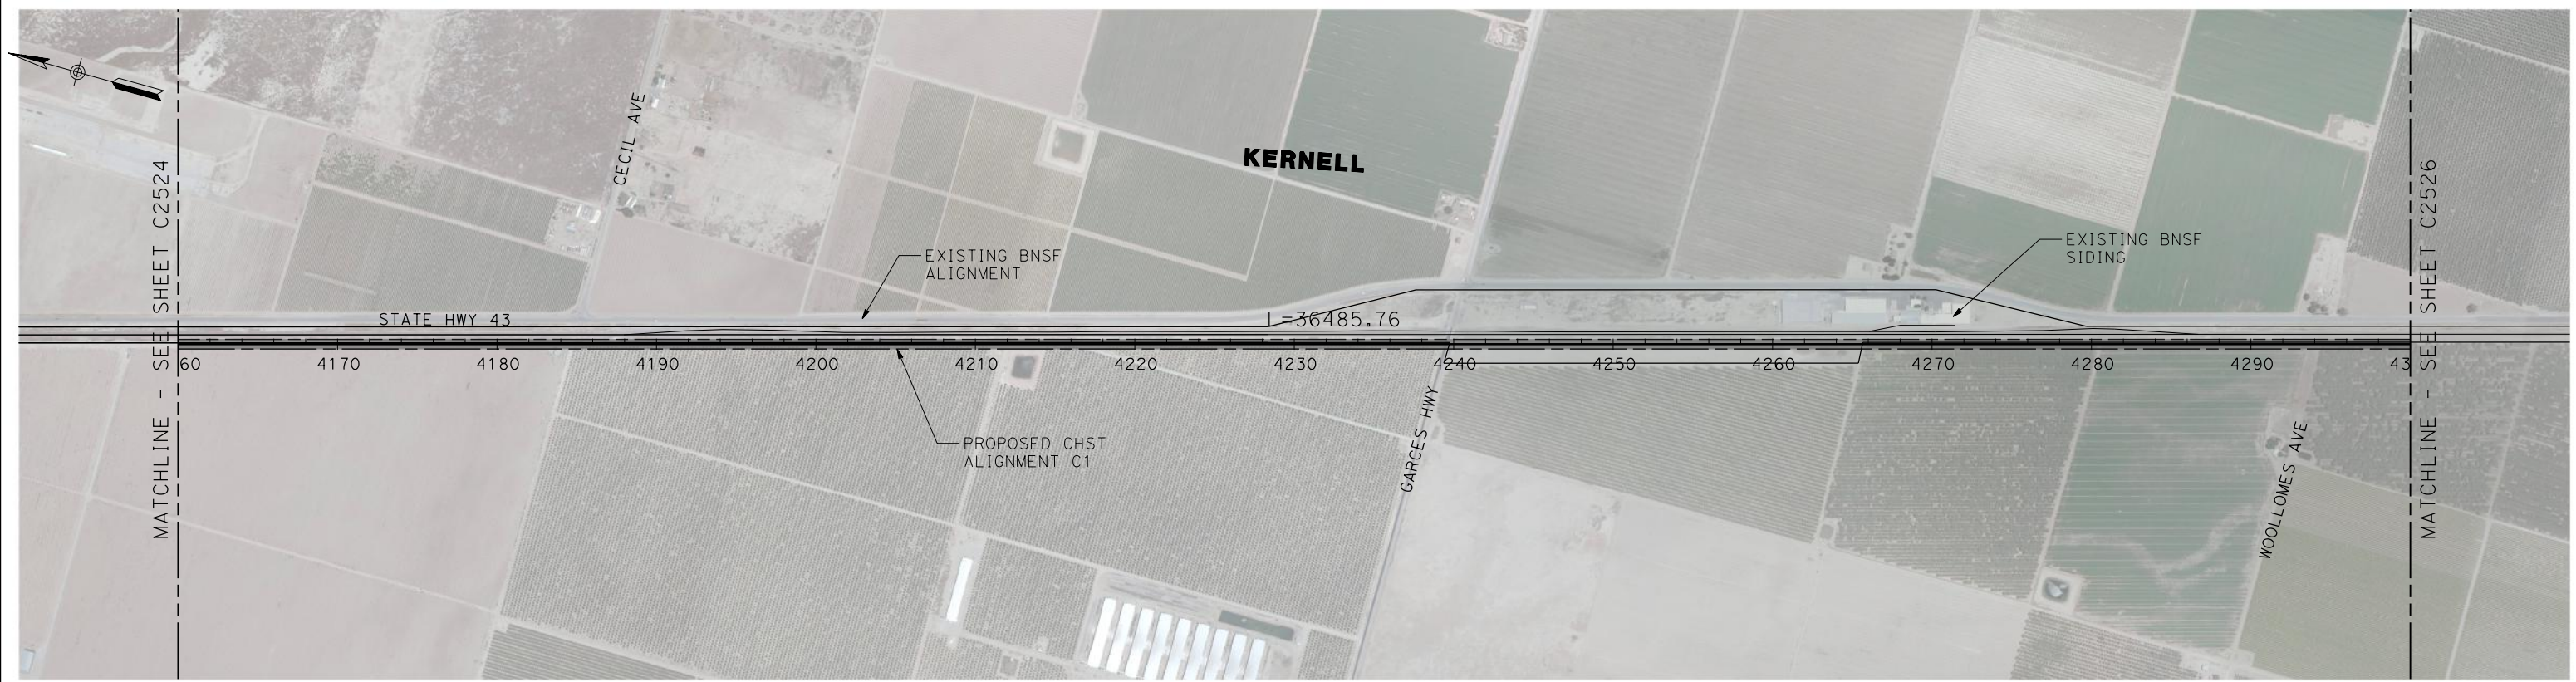 KERNELL
CECIL AVE
MATCHLINE - SEE SHEET C2524
MATCHLINE - SEE SHEET C2526
EXISTING BNSF
ALIGNMENT
EXISTING BNSF
SIDING
STATE HWY 43
L=36485.76
60 4170 4180 4190 4200 4210 4220 4230 4240 4250 4260 4270 4280 4290 43
PROPOSED CHST
ALIGNMENT C1
GARCES HWY
WOOLLOMES AVE